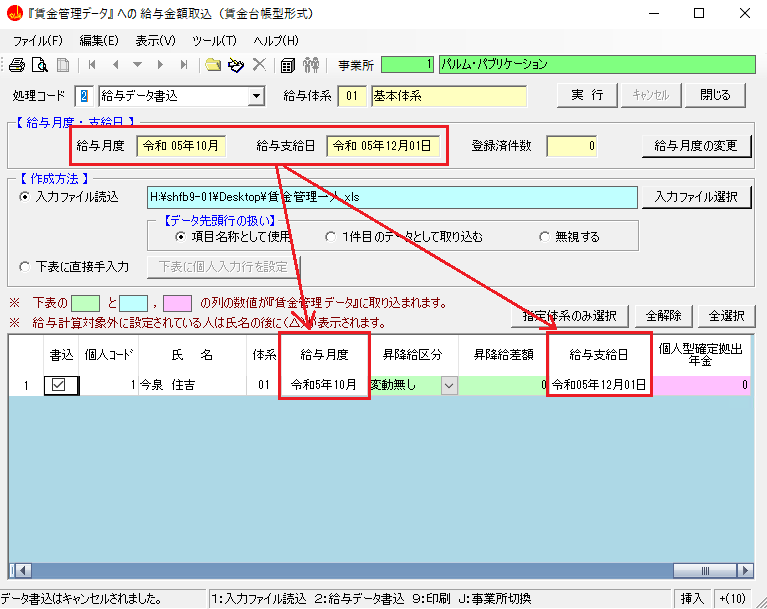 『賃金管理データ』への 給与金額取込 (賃金台帳型形式)
ファイル(F) 編集(E) 表示(V) ツール(T) ヘルプ(H)
事業所 1 パルム・パブリケーション
処理コード 2 給与データ書込 給与体系 01 基本体系 実 行 キャンセル 閉じる
【 給与月度・支給日 】
給与月度 令和 05年10月 給与支給日 令和 05年12月01日 登録済件数 0 給与月度の変更
【 作成方法 】
入力ファイル読込 H:¥shfb9-01¥Desktop¥賃金管理一人.xls 入力ファイル選択
【データ先頭行の扱い】
項目名称として使用 1件目のデータとして取り込む 無視する
下表に直接手入力 下表に個人入力行を設定
※ 下表の と , の列の数値が『賃金管理データ』に取り込まれます。
※ 給与計算対象外に設定されている人は氏名の後に(△)が表示されます。
指定体系のみ選択 全解除 全選択
書込 個人コード 氏 名 体系 給与月度 昇降給区分 昇降給差額 給与支給日 個人型確定拠出年金
1 1 今泉 住吉 01 令和5年10月 変動無し 0 令和05年12月01日 0
データ書込はキャンセルされました。 1:入力ファイル読込 2:給与データ書込 9:印刷 J:事業所切換 挿入 +(10)